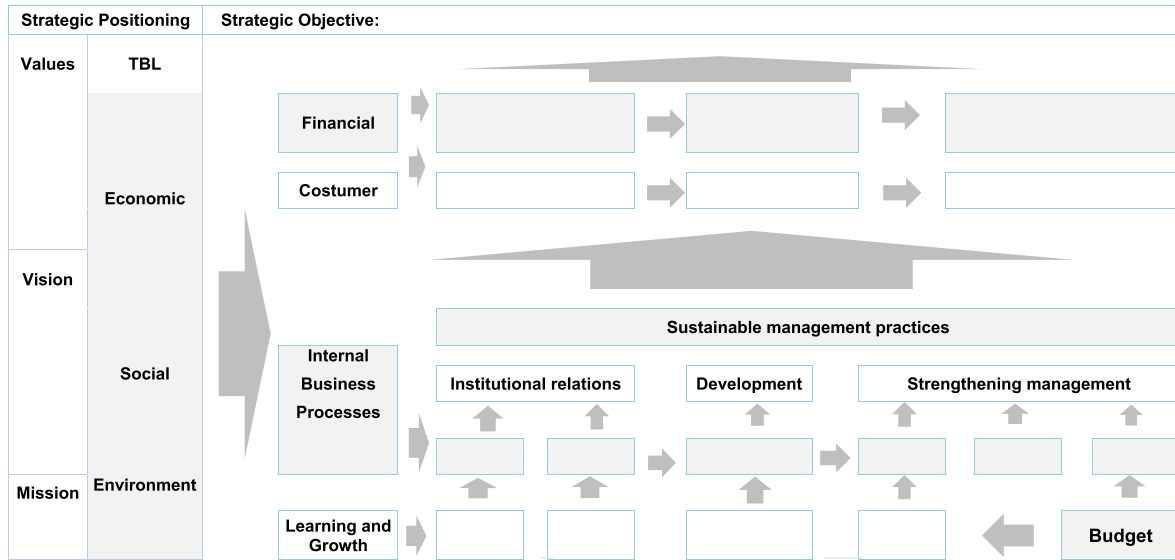 Strategic Positioning
Strategic Objective:
Values
TBL
Financial
Costumer
Economic
Vision
Sustainable management practices
Internal
Business
Processes
Institutional relations
Development
Strengthening management
Social
Environment
Mission
Learning and
Growth
Budget